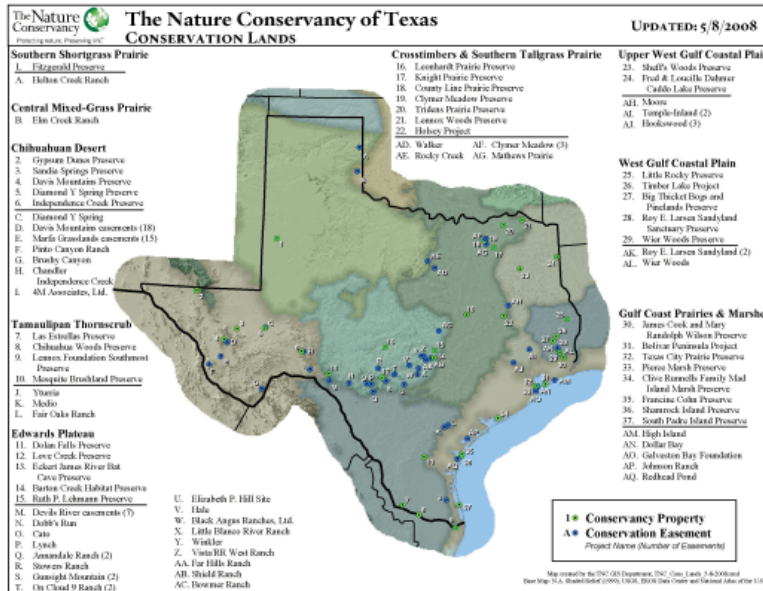 The Nature Conservancy
Protecting nature. Preserving life.
The Nature Conservancy of Texas
CONSERVATION LANDS
UPDATED: 5/8/2008
Southern Shortgrass Prairie
1. Fitzgerald Preserve
A. Helton Creek Ranch
Central Mixed-Grass Prairie
B. Elm Creek Ranch
Chihuahuan Desert
2. Gypsum Dunes Preserve
3. Sandia Springs Preserve
4. Davis Mountains Preserve
5. Diamond Y Spring Preserve
6. Independence Creek Preserve
C. Diamond Y Spring
D. Davis Mountains easements (18)
E. Marfa Grasslands easements (15)
F. Pinto Canyon Ranch
G. Brushy Canyon
H. Chandler
Independence Creek
I. 4M Associates, Ltd.
Tamaulipan Thornscrub
7. Las Estrellas Preserve
8. Chihuahua Woods Preserve
9. Lennox Foundation Southmost
Preserve
10. Mesquite Brushland Preserve
J. Yturria
K. Medio
L. Fair Oaks Ranch
Edwards Plateau
11. Dolan Falls Preserve
12. Love Creek Preserve
13. Eckert James River Bat
Cave Preserve
14. Barton Creek Habitat Preserve
15. Ruth P. Lehmann Preserve
M. Devils River easements (7)
N. Dobb's Run
O. Cato
P. Lynch
Q. Annandale Ranch (2)
R. Stowers Ranch
S. Gunsight Mountain (2)
T. On Cloud 9 Ranch (2)
U. Elizabeth P. Hill Site
V. Hale
W. Black Angus Ranches, Ltd.
X. Little Blanco River Ranch
Y. Winkler
Z. Vista RR West Ranch
AA. Far Hills Ranch
AB. Shield Ranch
AC. Bowmer Ranch
Crosstimbers & Southern Tallgrass Prairie
16. Leonhardt Prairie Preserve
17. Knight Prairie Preserve
18. County Line Prairie Preserve
19. Clymer Meadow Preserve
20. Tridens Prairie Preserve
21. Lennox Woods Preserve
22. Holsey Project
AD. Walker AF. Clymer Meadow (3)
AE. Rocky Creek AG. Mathews Prairie
Upper West Gulf Coastal Plain
23. Sheff's Woods Preserve
24. Fred & Loucille Dahmer
Caddo Lake Preserve
AH. Moore
AI. Temple-Inland (2)
AJ. Hookswood (3)
West Gulf Coastal Plain
25. Little Rocky Preserve
26. Timber Lake Project
27. Big Thicket Bogs and
Pinelands Preserve
28. Roy E. Larsen Sandyland
Sanctuary Preserve
29. Wier Woods Preserve
AK. Roy E. Larsen Sandyland (2)
AL. Wier Woods
Gulf Coast Prairies & Marshe
30. James Cook and Mary
Randolph Wilson Preserve
31. Bolivar Peninsula Project
32. Texas City Prairie Preserve
33. Pierce Marsh Preserve
34. Clive Runnells Family Mad
Island Marsh Preserve
35. Francine Cohn Preserve
36. Shamrock Island Preserve
37. South Padre Island Preserve
AM. High Island
AN. Dollar Bay
AO. Galveston Bay Foundation
AP. Johnson Ranch
AQ. Redhead Pond
1 Conservancy Property
A Conservation Easement
Project Name (Number of Easements)